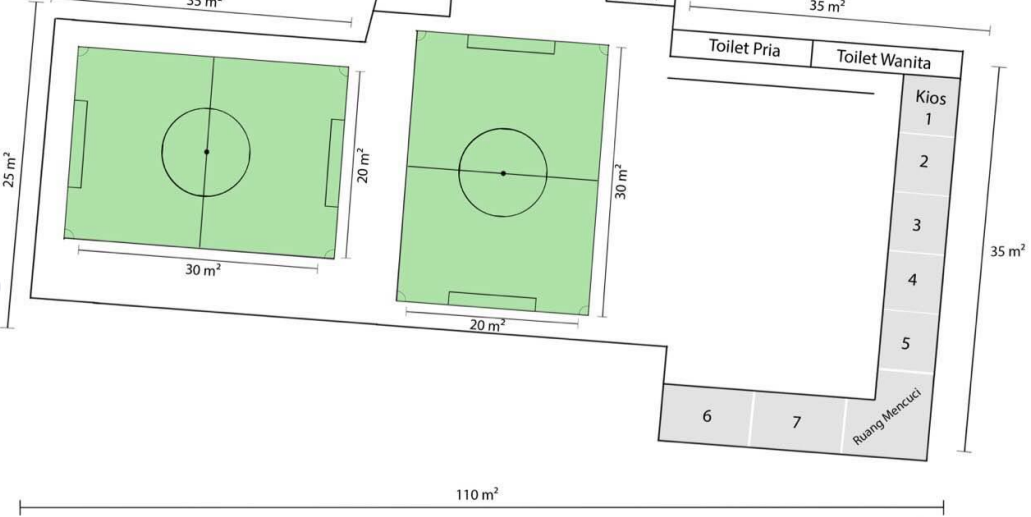 35 m²
35 m²
Toilet Pria
Toilet Wanita
Kios
1
2
3
4
5
6
7
Ruang Mencuci
25 m²
20 m²
30 m²
30 m²
20 m²
35 m²
110 m²